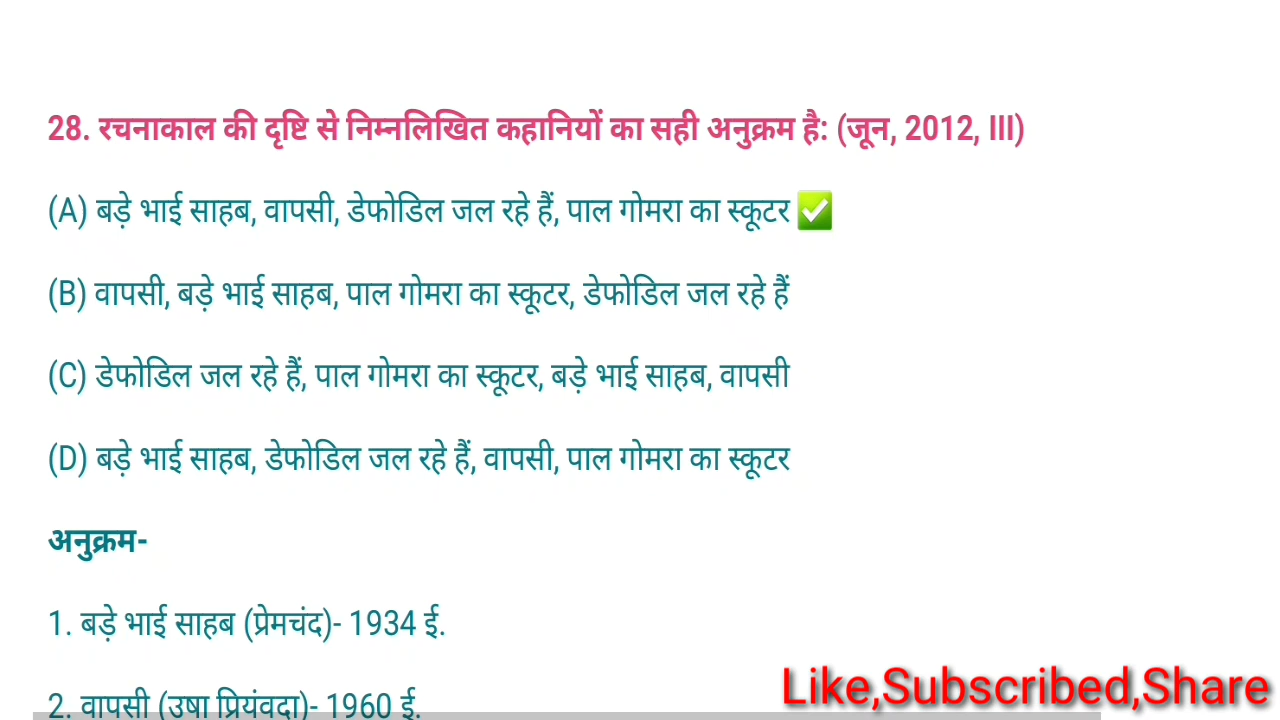 28. रचनाकाल की दृष्टि से निम्नलिखित कहानियों का सही अनुक्रम है: (जून, 2012, III)
(A) बड़े भाई साहब, वापसी, डेफोडिल जल रहे हैं, पाल गोमरा का स्कूटर ✅
(B) वापसी, बड़े भाई साहब, पाल गोमरा का स्कूटर, डेफोडिल जल रहे हैं
(C) डेफोडिल जल रहे हैं, पाल गोमरा का स्कूटर, बड़े भाई साहब, वापसी
(D) बड़े भाई साहब, डेफोडिल जल रहे हैं, वापसी, पाल गोमरा का स्कूटर
अनुक्रम-
1. बड़े भाई साहब (प्रेमचंद)- 1934 ई.
2. वापसी (उषा प्रियंवदा)- 1960 ई.
Like,Subscribed,Share